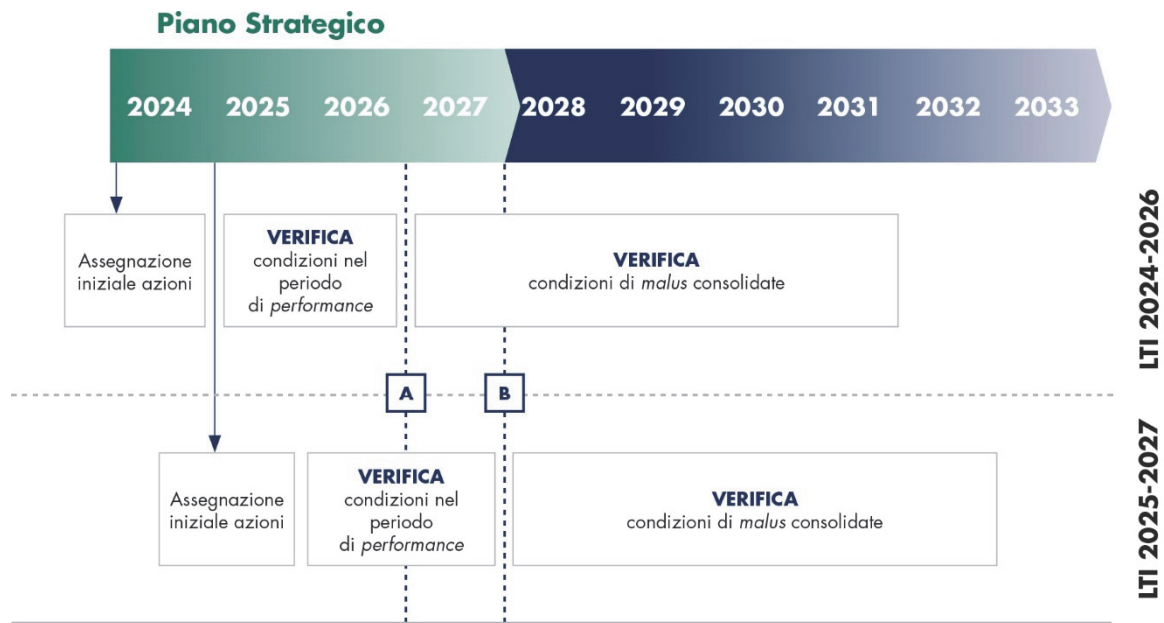 Piano Strategico
2024 2025 2026 2027 2028 2029 2030 2031 2032 2033
Assegnazione
iniziale azioni
VERIFICA
condizioni nel
periodo
di performance
VERIFICA
condizioni di malus consolidate
LTI 2024-2026
A
B
Assegnazione
iniziale azioni
VERIFICA
condizioni nel
periodo
di performance
VERIFICA
condizioni di malus consolidate
LTI 2025-2027